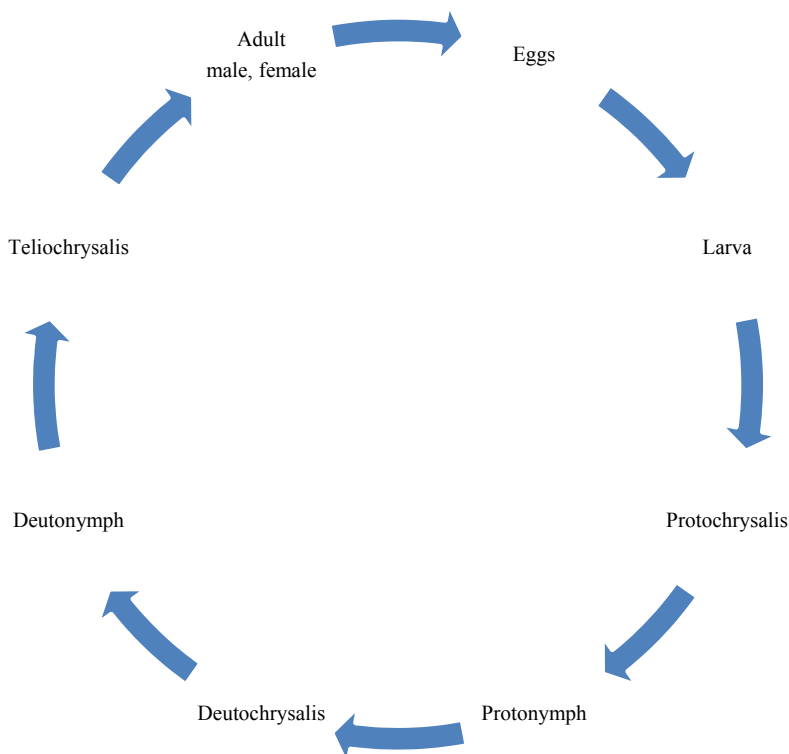 Adult
male, female
Eggs
Teliochrysalis
Larva
Deutonymph
Protochrysalis
Deutochrysalis
Protonymph